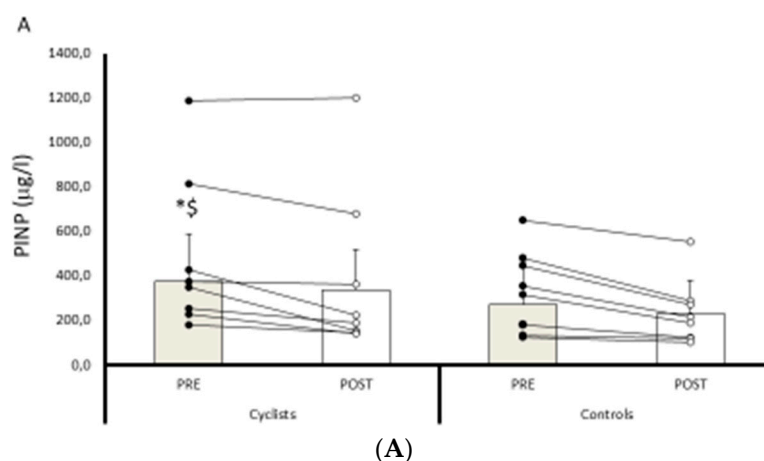 A
1400,0
1200,0
1000,0
800,0
600,0
400,0
200,0
0,0
PINP (µg/l)
*$
PRE POST PRE POST
Cyclists Controls
(A)